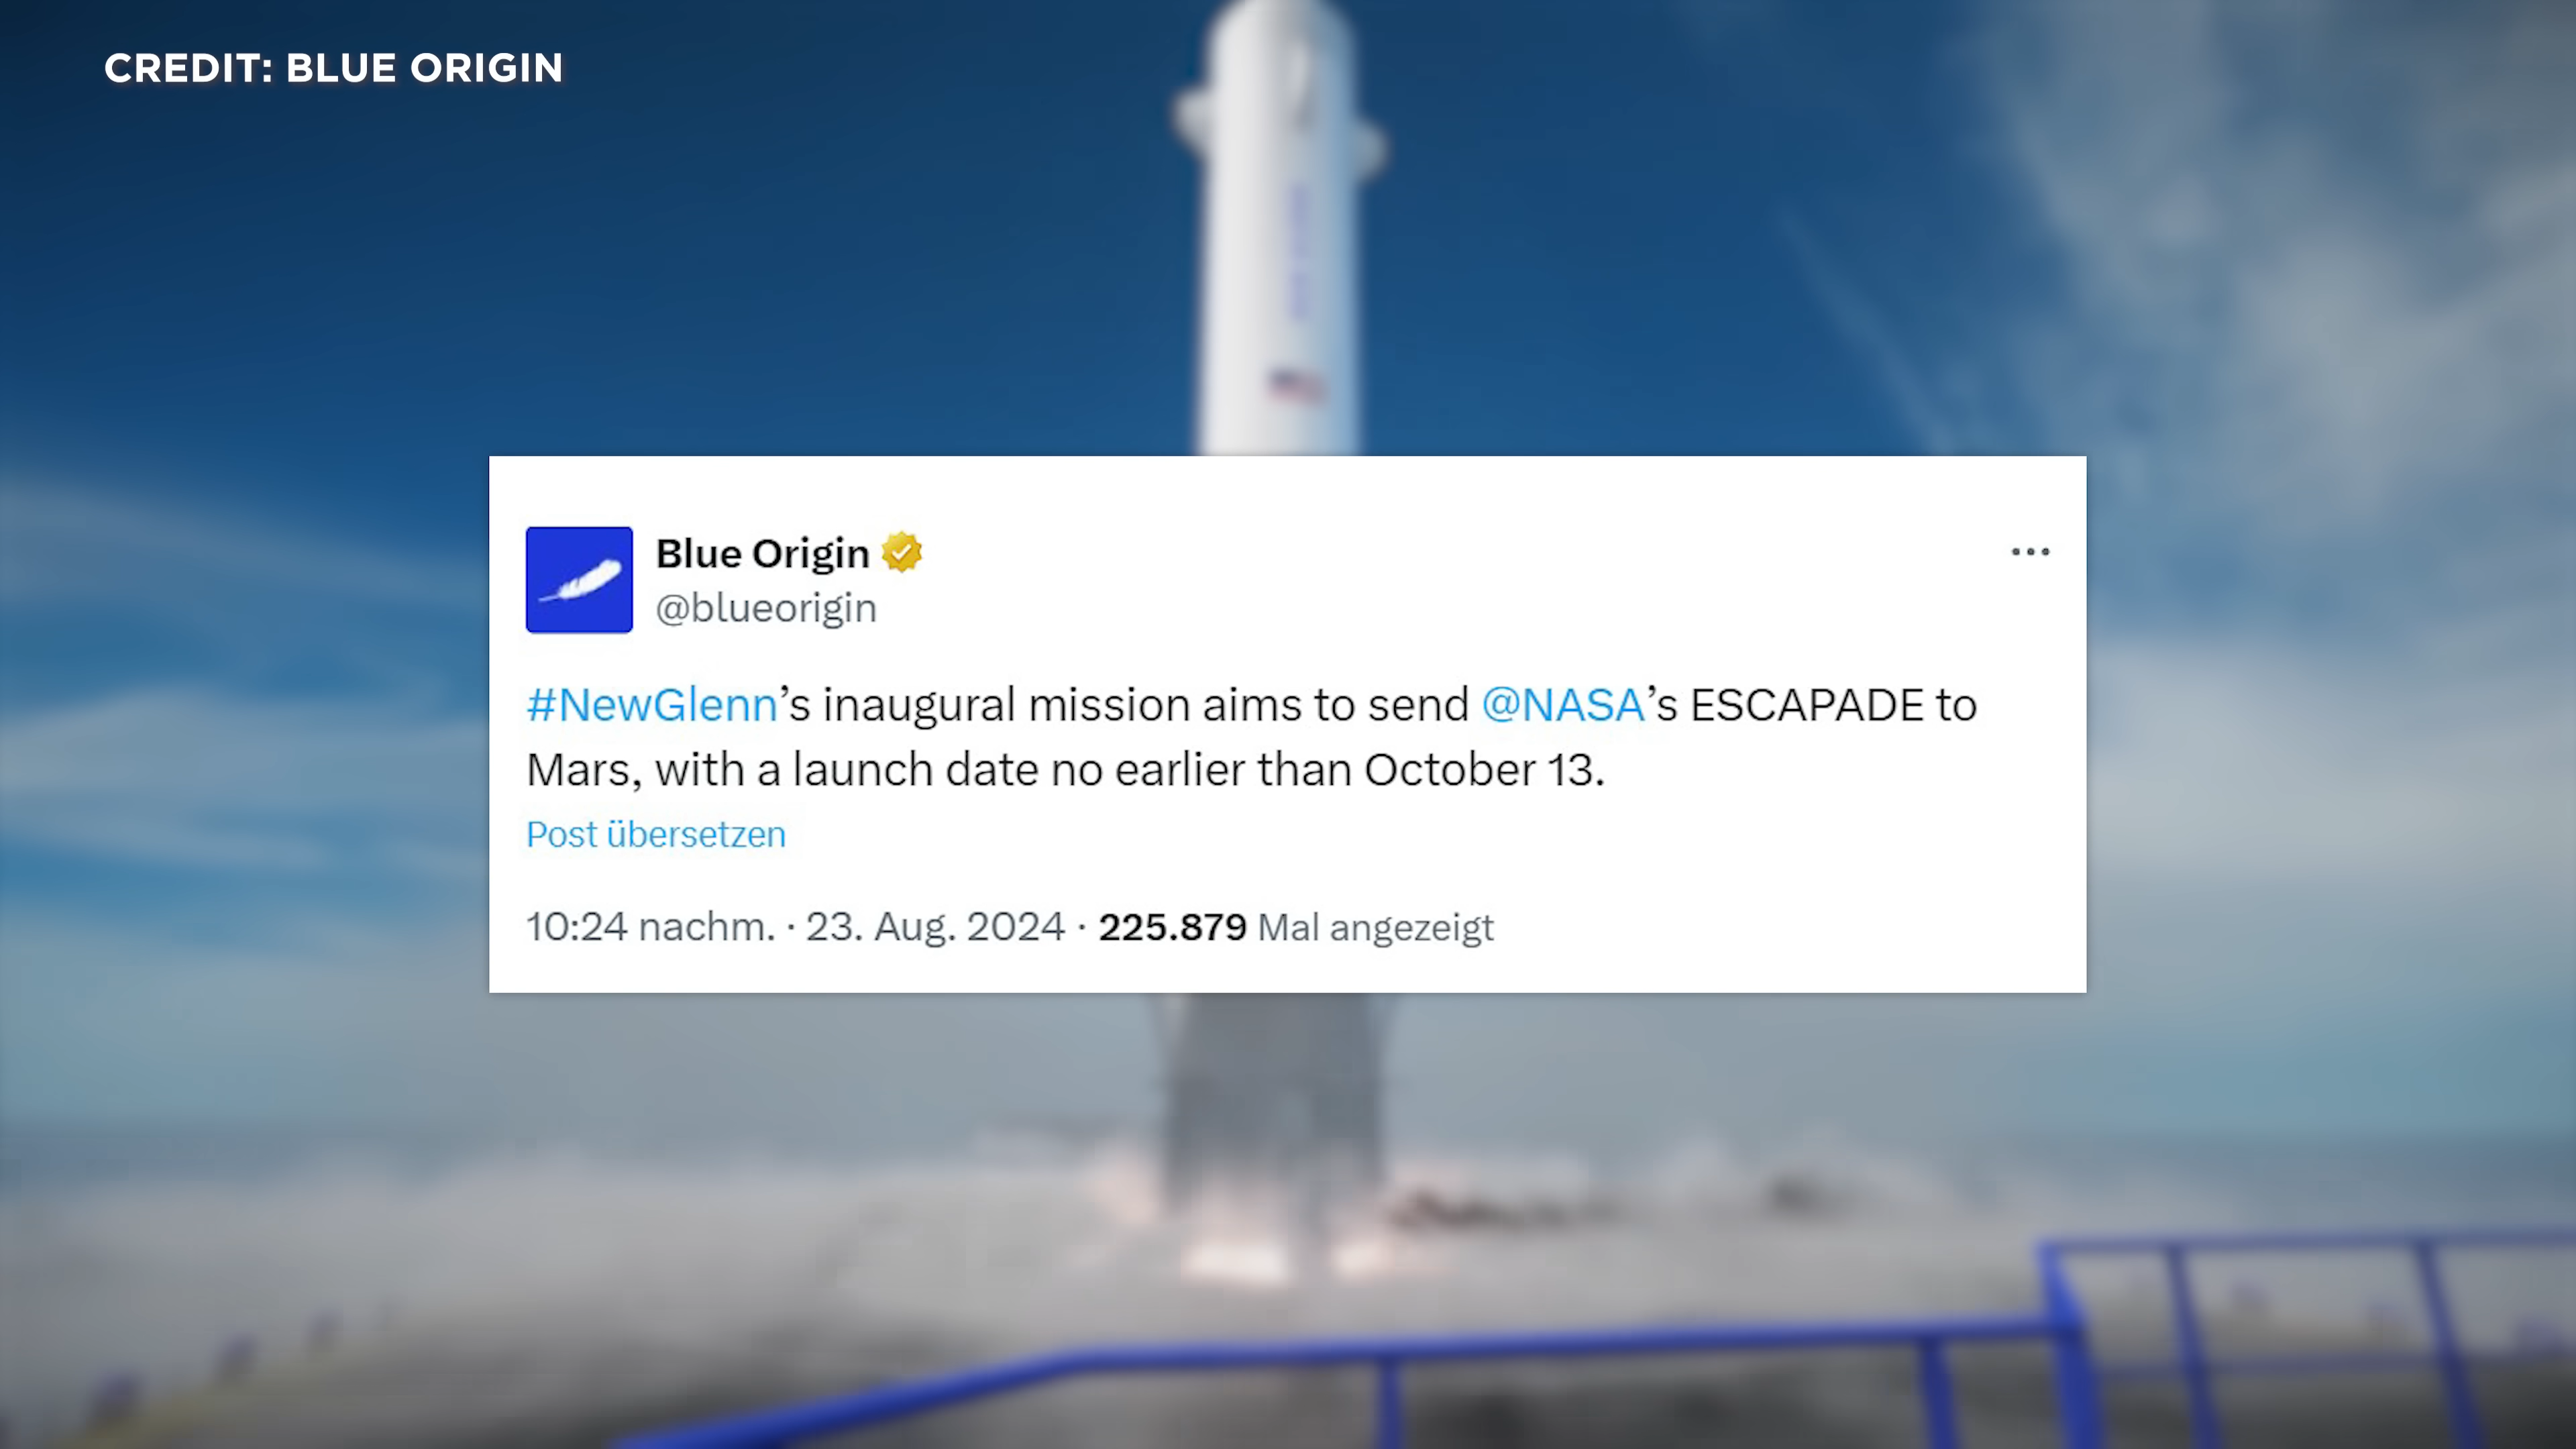 CREDIT: BLUE ORIGIN
Blue Origin
@blueorigin
#NewGlenn’s inaugural mission aims to send @NASA’s ESCAPADE to
Mars, with a launch date no earlier than October 13.
Post übersetzen
10:24 nachm. · 23. Aug. 2024 · 225.879 Mal angezeigt